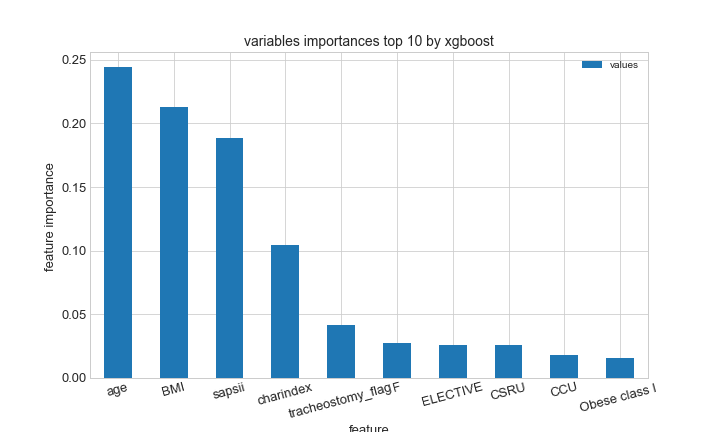 variables importances top 10 by xgboost
values
feature importance
0.25
0.20
0.15
0.10
0.05
0.00
age
BMI
sapsii
charindex
tracheostomy_flag
F
ELECTIVE
CSRU
CCU
Obese class I
feature